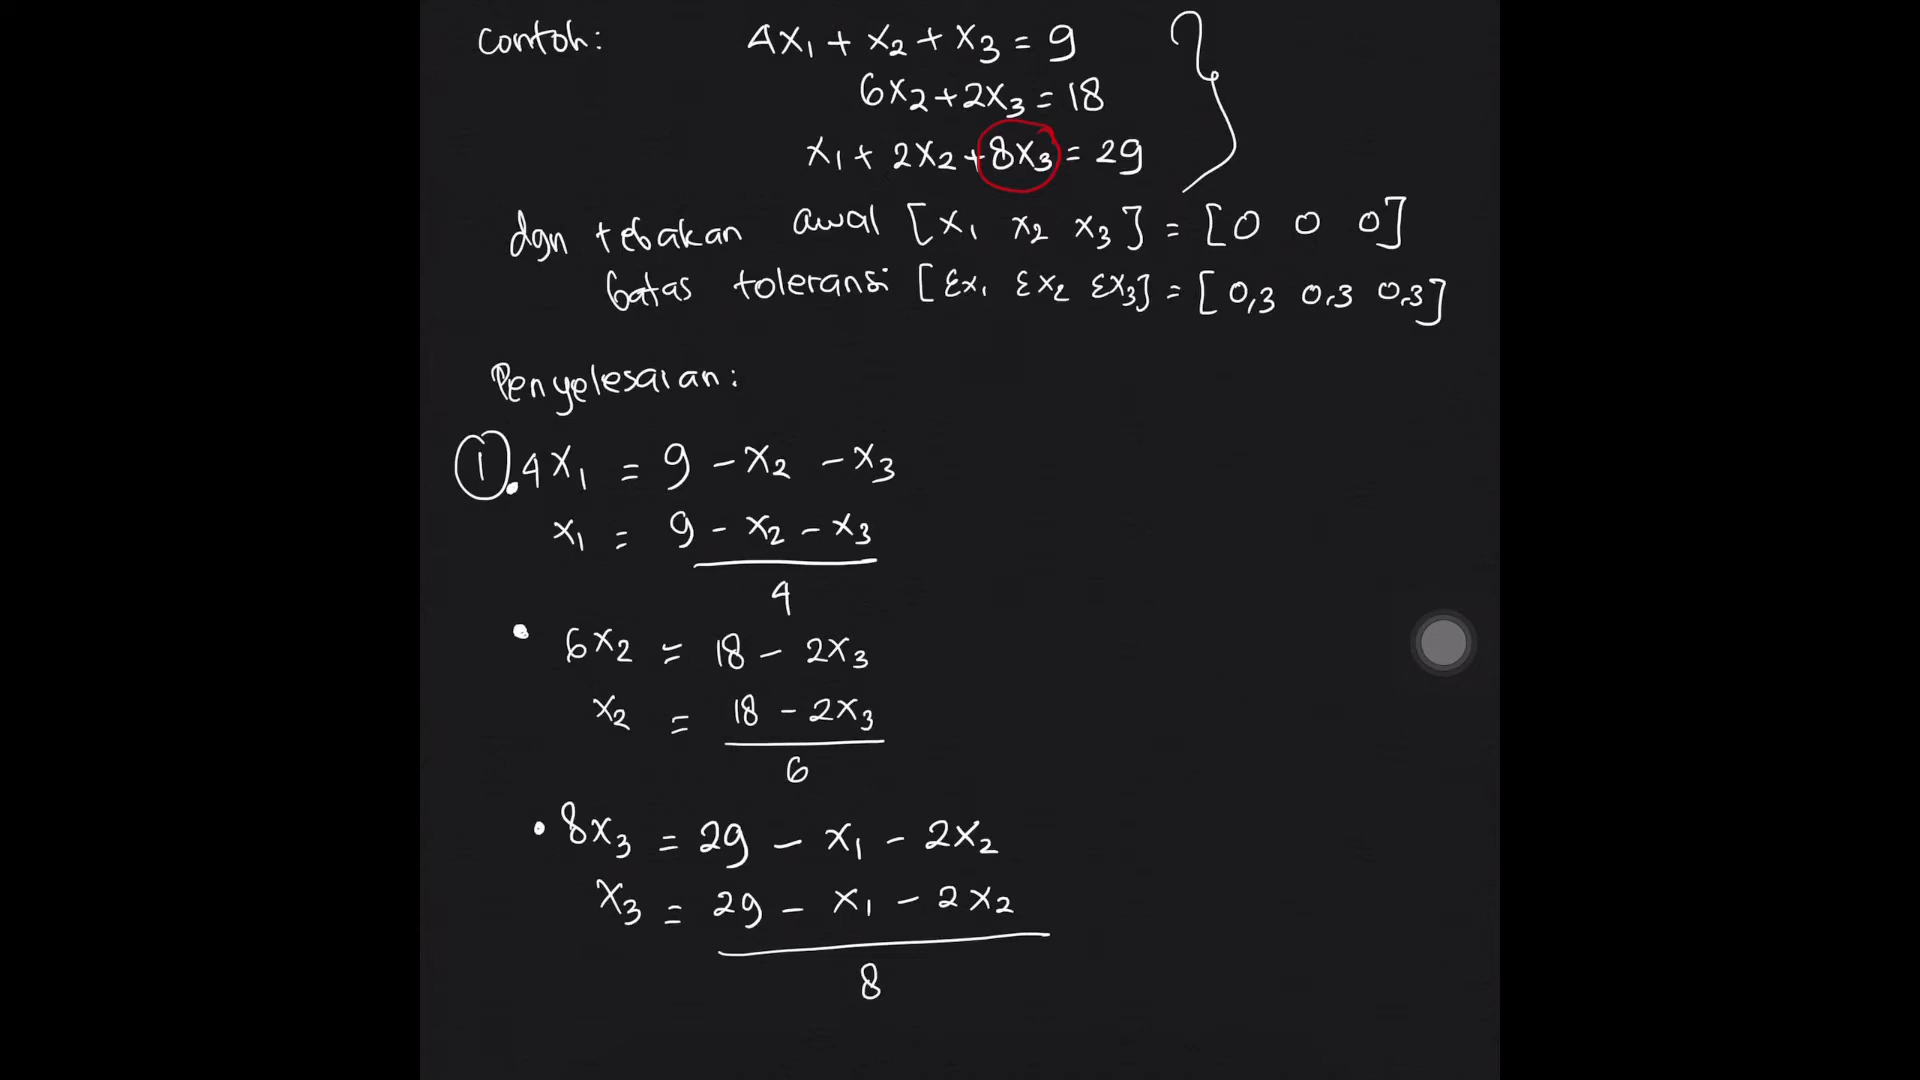 Contoh: 4x₁ + x₂ + x₃ = 9
6x₂ + 2x₃ = 18
x₁ + 2x₂ + 8x₃ = 29
dgn tebakan awal [x₁ x₂ x₃] = [0 0 0]
batas toleransi [εx₁ εx₂ εx₃] = [0,3 0,3 0,3]
Penyelesaian:
①. 4x₁ = 9 - x₂ - x₃
x₁ = 9 - x₂ - x₃
4
• 6x₂ = 18 - 2x₃
x₂ = 18 - 2x₃
6
• 8x₃ = 29 - x₁ - 2x₂
x₃ = 29 - x₁ - 2x₂
8